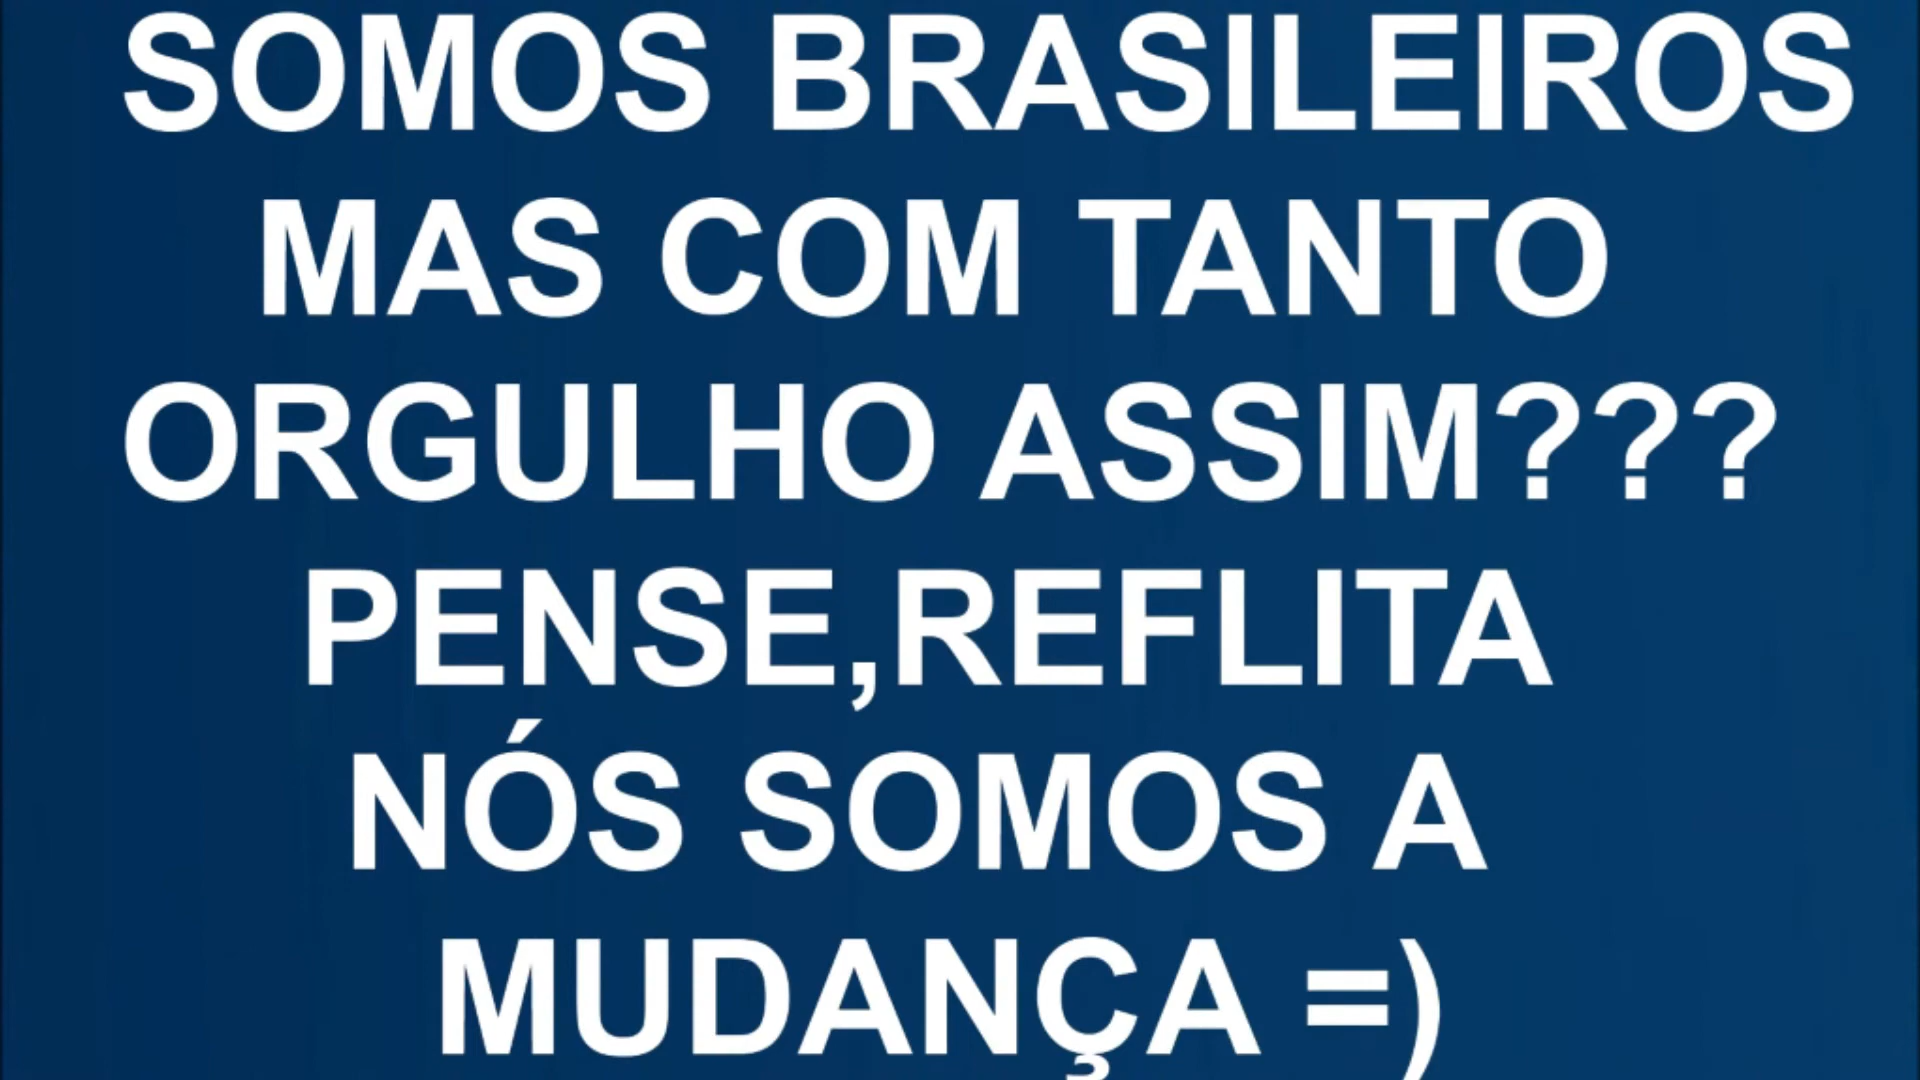 SOMOS BRASILEIROS
MAS COM TANTO
ORGULHO ASSIM???
PENSE,REFLITA
NÓS SOMOS A
MUDANÇA =)